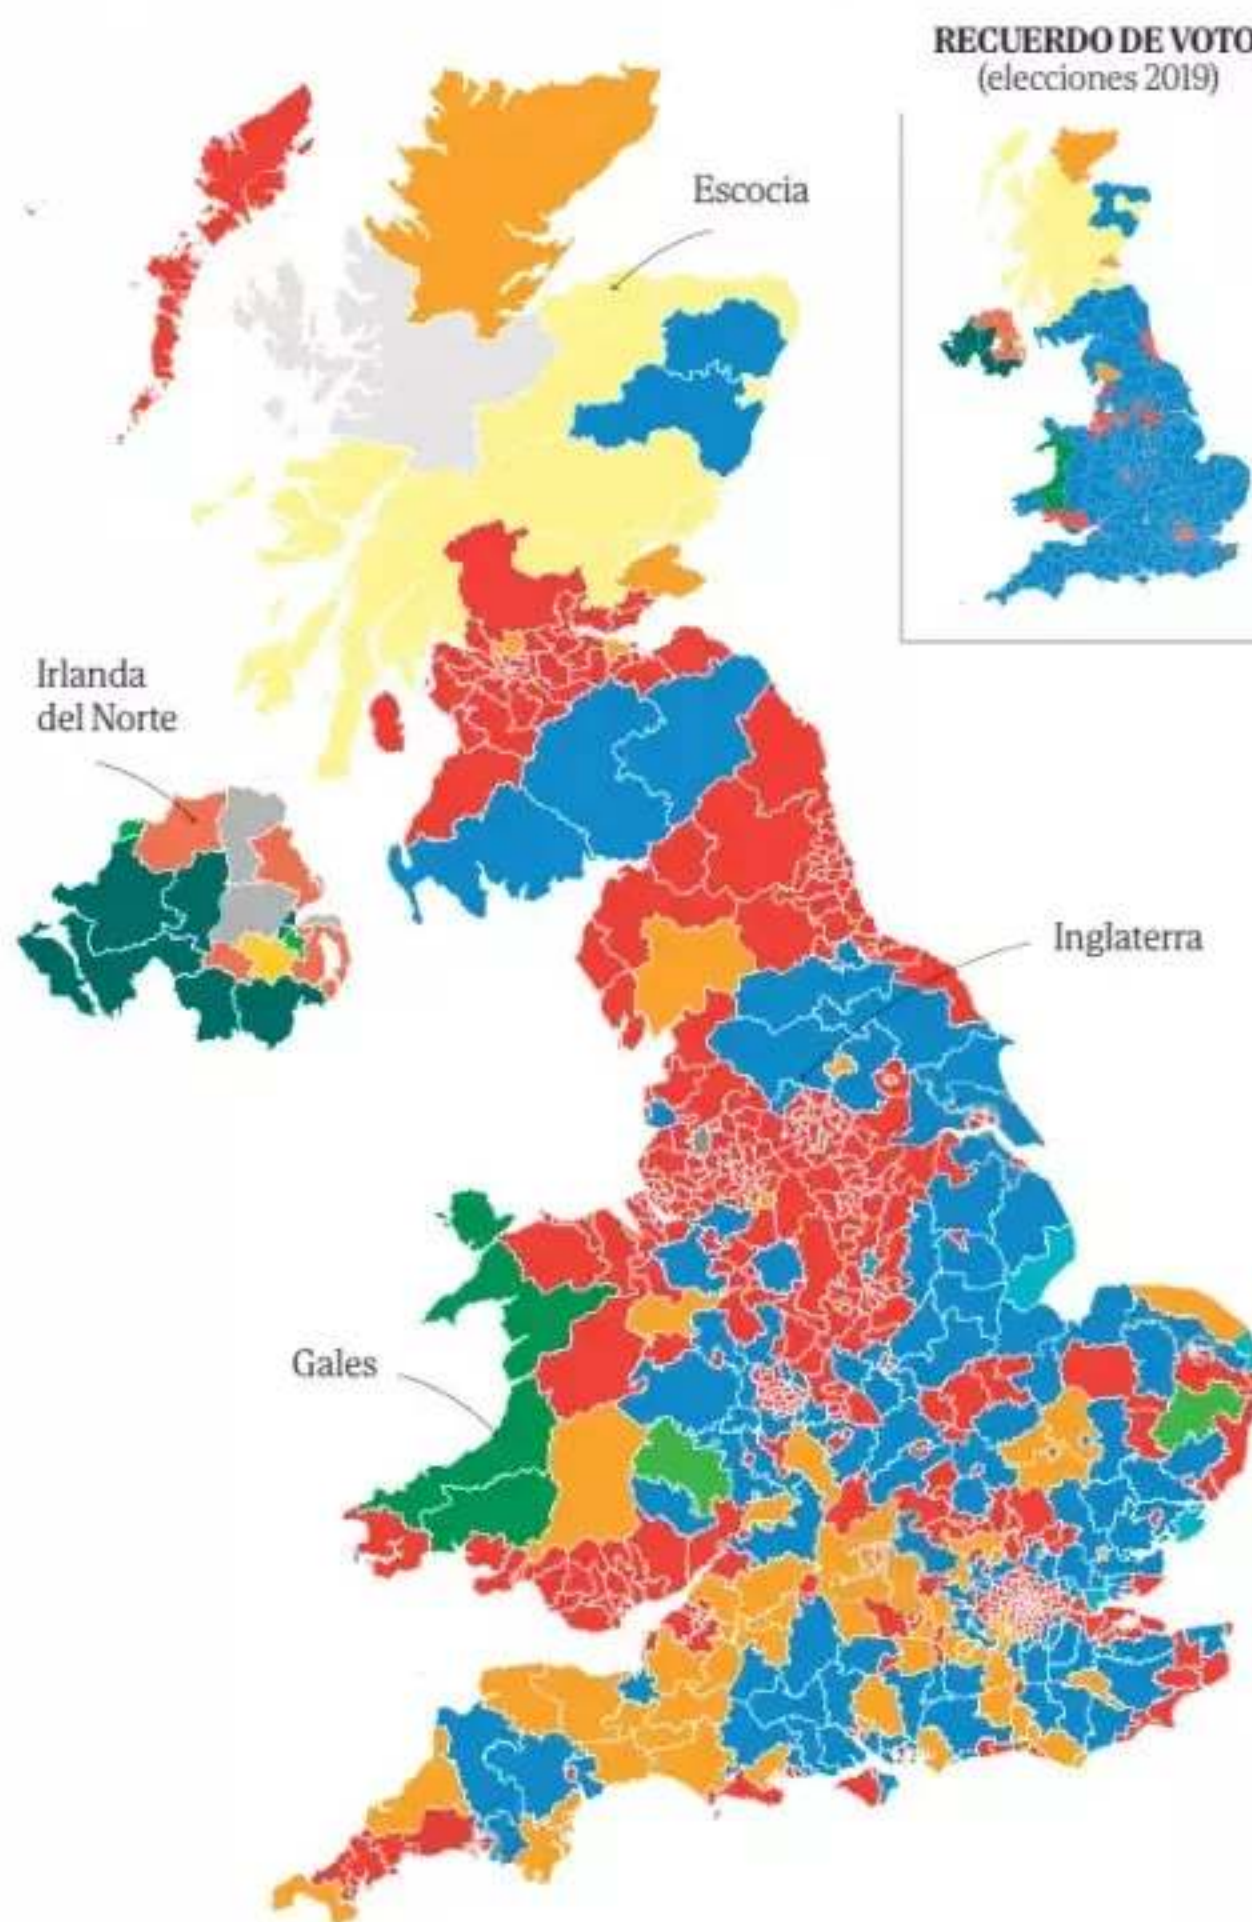 RECUERDO DE VOTO
(elecciones 2019)
Escocia
Irlanda
del Norte
Inglaterra
Gales